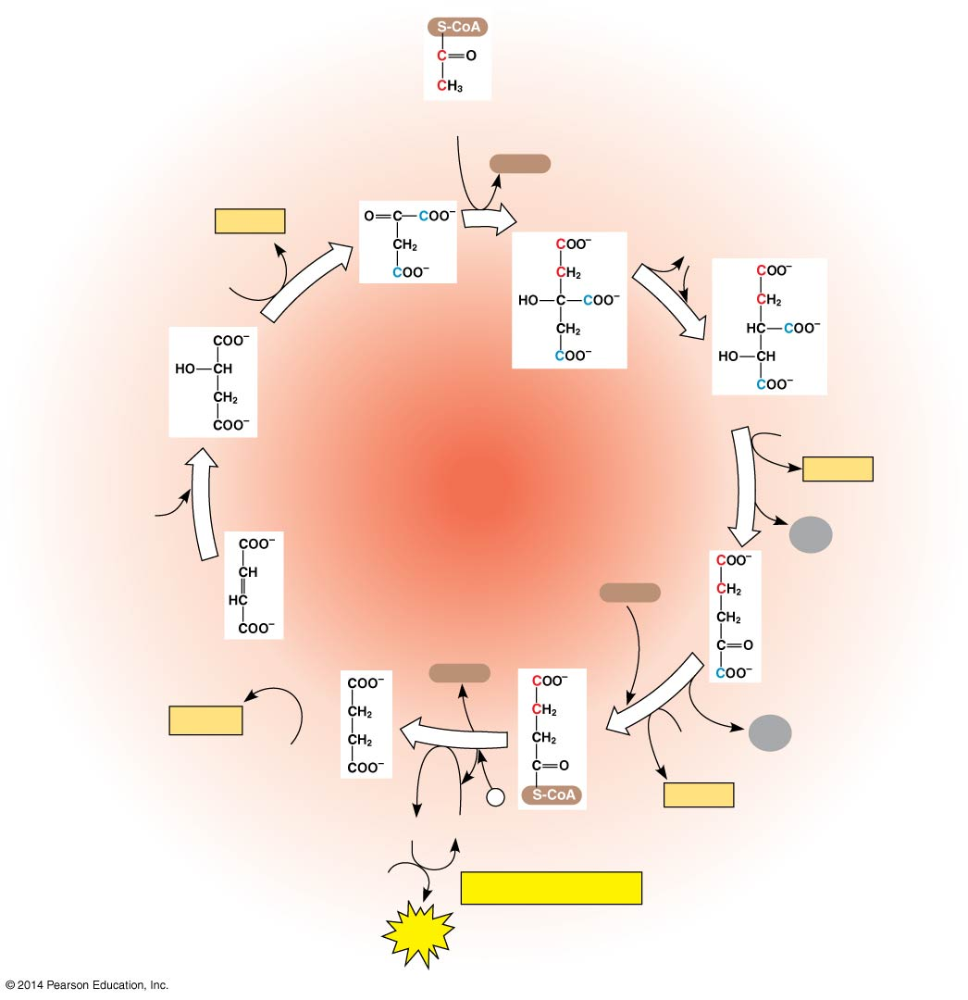 S-CoA
C=O
CH₃
O=C—COO⁻
CH₂
COO⁻
COO⁻
CH₂
HO—C—COO⁻
CH₂
COO⁻
COO⁻
CH₂
HC—COO⁻
HO—CH
COO⁻
COO⁻
HO—CH
CH₂
COO⁻
COO⁻
CH
HC
COO⁻
COO⁻
CH₂
CH₂
C=O
COO⁻
COO⁻
CH₂
CH₂
COO⁻
COO⁻
CH₂
CH₂
C=O
S-CoA
© 2014 Pearson Education, Inc.